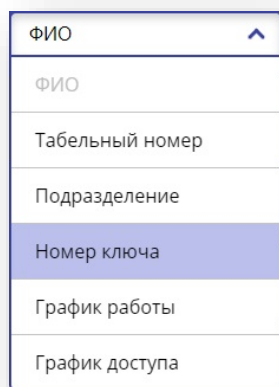 ФИО
ФИО
Табельный номер
Подразделение
Номер ключа
График работы
График доступа